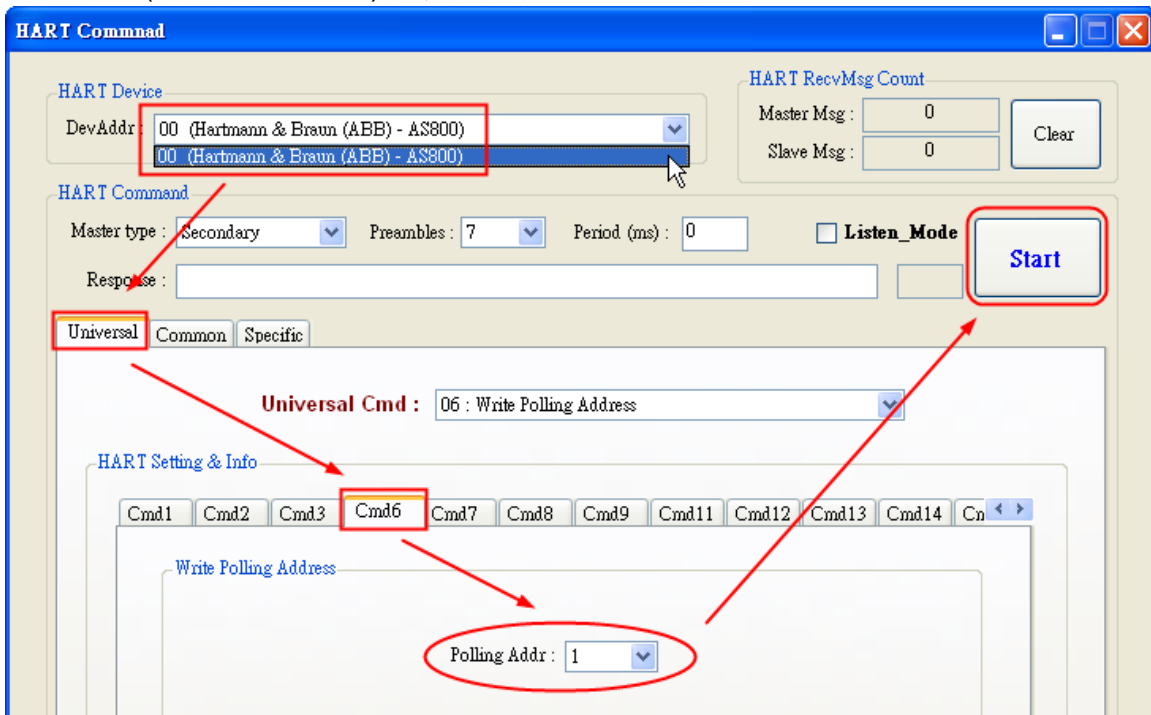 HART Commnad
HART Device
DevAddr : 00 (Hartmann & Braun (ABB) - AS800)
00 (Hartmann & Braun (ABB) - AS800)
HART RecvMsg Count
Master Msg : 0
Slave Msg : 0
Clear
HART Command
Master type : Secondary Preambles : 7 Period (ms) : 0 Listen_Mode
Start
Response :
Universal Common Specific
Universal Cmd : 06 : Write Polling Address
HART Setting & Info
Cmd1 Cmd2 Cmd3 Cmd6 Cmd7 Cmd8 Cmd9 Cmd11 Cmd12 Cmd13 Cmd14 Cn
Write Polling Address
Polling Addr : 1